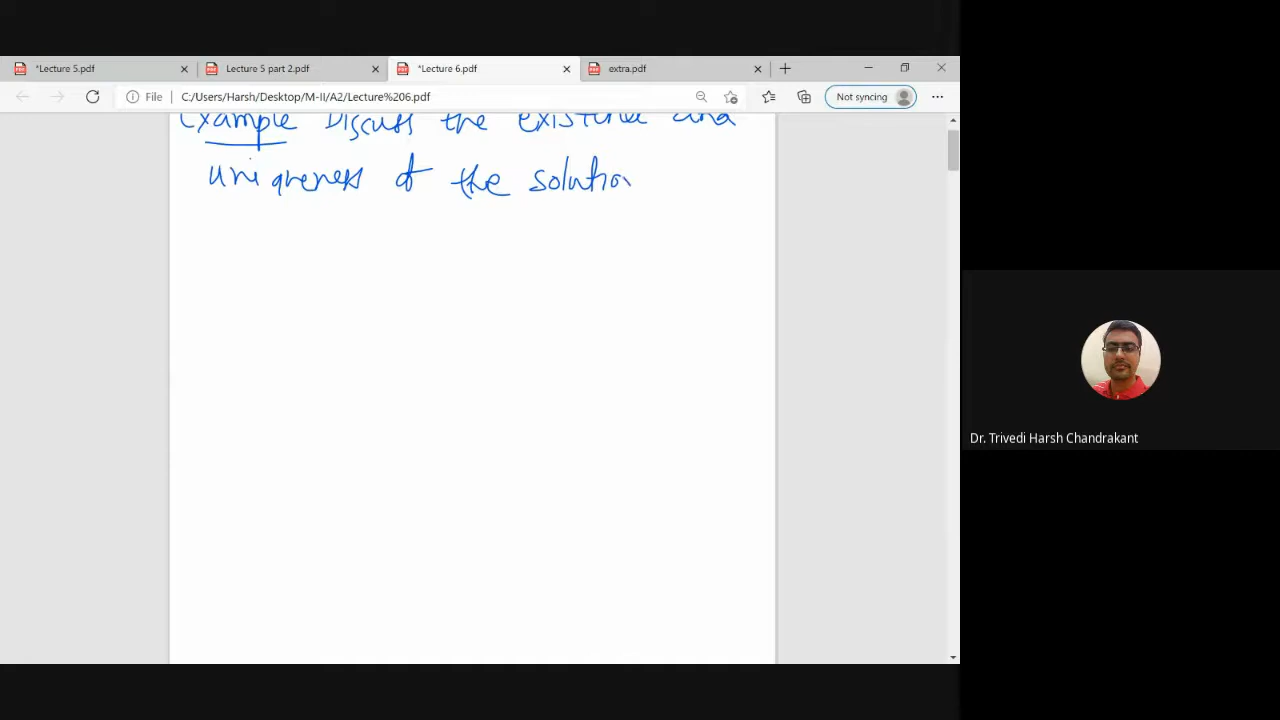 *Lecture 5.pdf Lecture 5 part 2.pdf *Lecture 6.pdf extra.pdf
File C:/Users/Harsh/Desktop/M-II/A2/Lecture%206.pdf Not syncing
Example Discuss the existence and
uniqueness of the solution
Dr. Trivedi Harsh Chandrakant